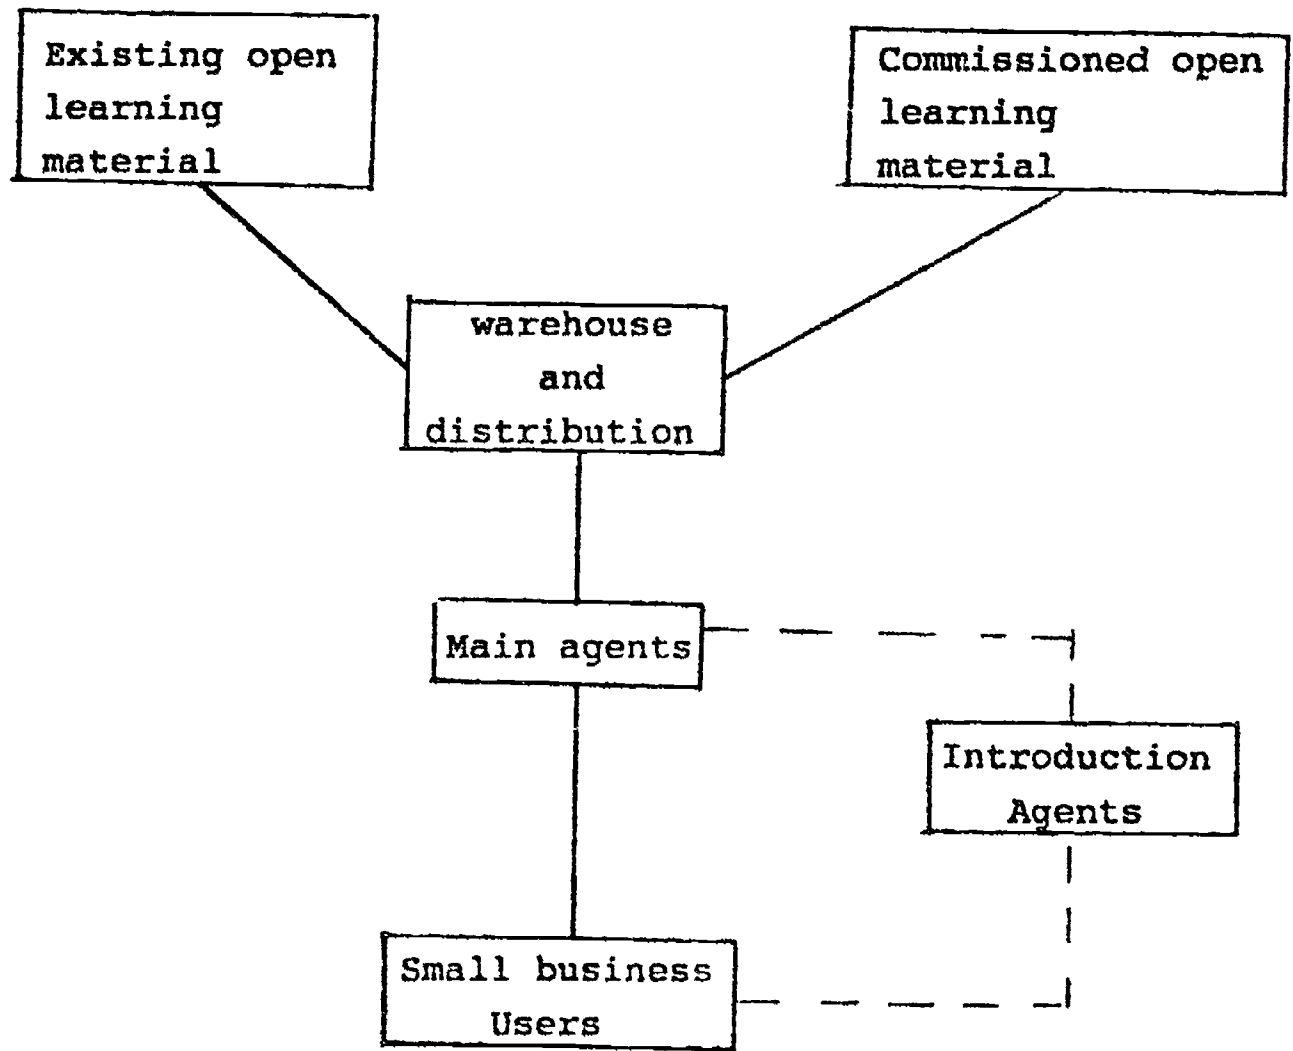 Existing open
learning
material
Commissioned open
learning
material
warehouse
and
distribution
Main agents
Introduction
Agents
Small business
Users